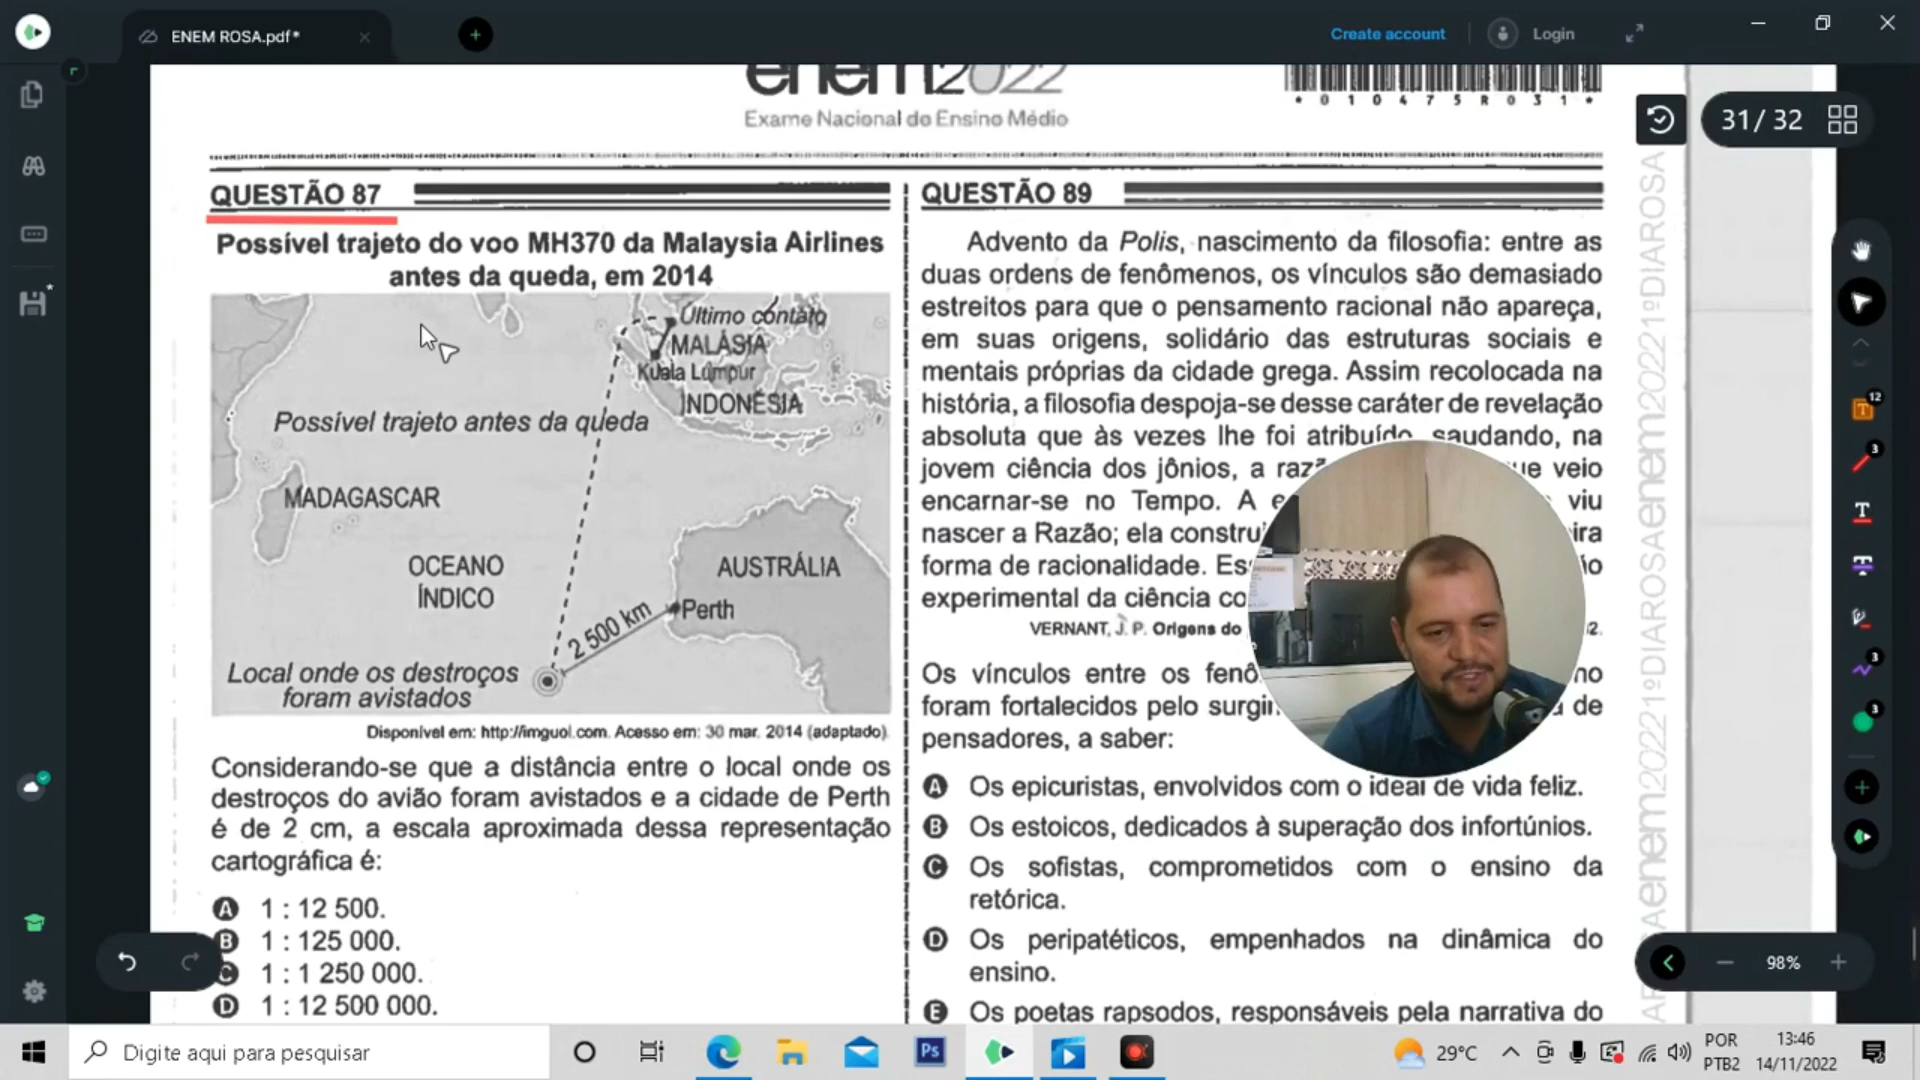 ENEM ROSA.pdf*
Create account
Login
enem2022
Exame Nacional do Ensino Médio
*010475R031*
31/ 32
QUESTÃO 87
Possível trajeto do voo MH370 da Malaysia Airlines
antes da queda, em 2014
Último contato
MALÁSIA
Kuala Lumpur
INDONÉSIA
Possível trajeto antes da queda
MADAGASCAR
OCEANO
ÍNDICO
AUSTRÁLIA
Perth
2 500 km
Local onde os destroços
foram avistados
Disponível em: http://imguol.com. Acesso em: 30 mar. 2014 (adaptado).
Considerando-se que a distância entre o local onde os
destroços do avião foram avistados e a cidade de Perth
é de 2 cm, a escala aproximada dessa representação
cartográfica é:
A 1 : 12 500.
B 1 : 125 000.
C 1 : 1 250 000.
D 1 : 12 500 000.
QUESTÃO 89
Advento da Polis, nascimento da filosofia: entre as
duas ordens de fenômenos, os vínculos são demasiado
estreitos para que o pensamento racional não apareça,
em suas origens, solidário das estruturas sociais e
mentais próprias da cidade grega. Assim recolocada na
história, a filosofia despoja-se desse caráter de revelação
absoluta que às vezes lhe foi atribuído, saudando, na
jovem ciência dos jônios, a veio
encarnar-se no Tempo. A viu
nascer a Razão; ela
forma de racionalidade.
experimental da ciência
VERNANT, J. P. Origens do
Os vínculos entre os
foram fortalecidos pelo de
pensadores, a saber:
A Os epicuristas, envolvidos com o ideal de vida feliz.
B Os estoicos, dedicados à superação dos infortúnios.
C Os sofistas, comprometidos com o ensino da
retórica.
D Os peripatéticos, empenhados na dinâmica do
ensino.
E Os poetas rapsodos, responsáveis pela narrativa do
enem20221ºDIAROSAenem20221ºDIAROSA
12
3
3
3
98%
Digite aqui para pesquisar
Ps
29°C
POR
PTB2
13:46
14/11/2022